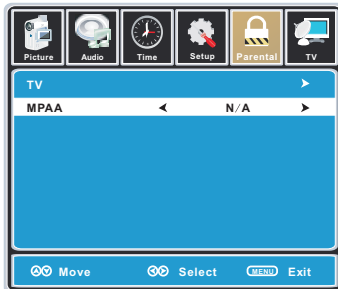 Picture Audio Time Setup Parental TV
TV
MPAA N/A
Move Select MENU Exit